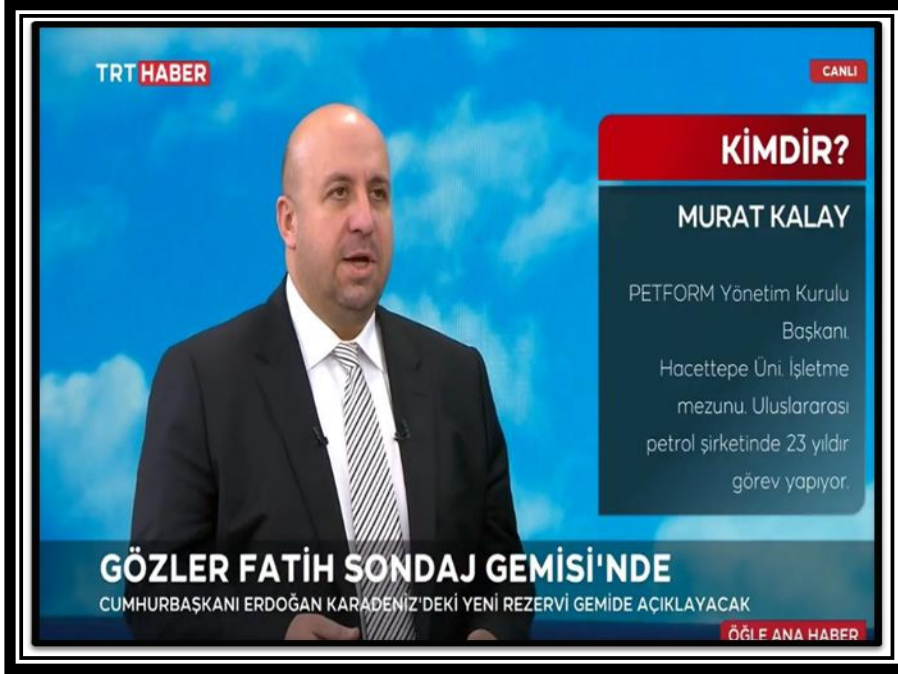 TRT HABER
CANLI
KİMDİR?
MURAT KALAY
PETFORM Yönetim Kurulu
Başkanı.
Hacettepe Üni. İşletme
mezunu. Uluslararası
petrol şirketinde 23 yıldır
görev yapıyor.
GÖZLER FATİH SONDAJ GEMİSİ'NDE
CUMHURBAŞKANI ERDOĞAN KARADENİZ'DEKİ YENİ REZERVİ GEMİDE AÇIKLAYACAK
ÖĞLE ANA HABER